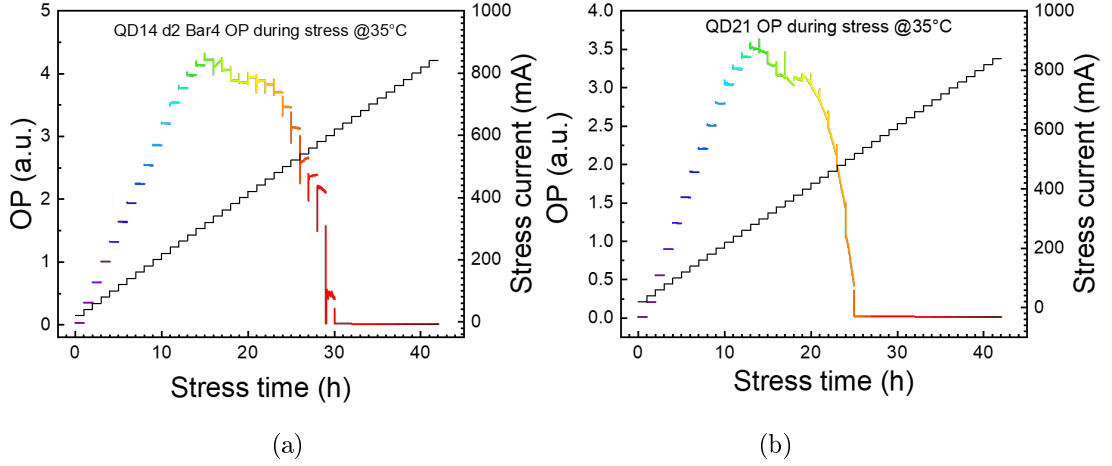 QD14 d2 Bar4 OP during stress @35°C
OP (a.u.)
5
4
3
2
1
0
Stress current (mA)
1000
800
600
400
200
0
0 10 20 30 40
Stress time (h)
(a)
QD21 OP during stress @35°C
OP (a.u.)
4.0
3.5
3.0
2.5
2.0
1.5
1.0
0.5
0.0
Stress current (mA)
1000
800
600
400
200
0
0 10 20 30 40
Stress time (h)
(b)